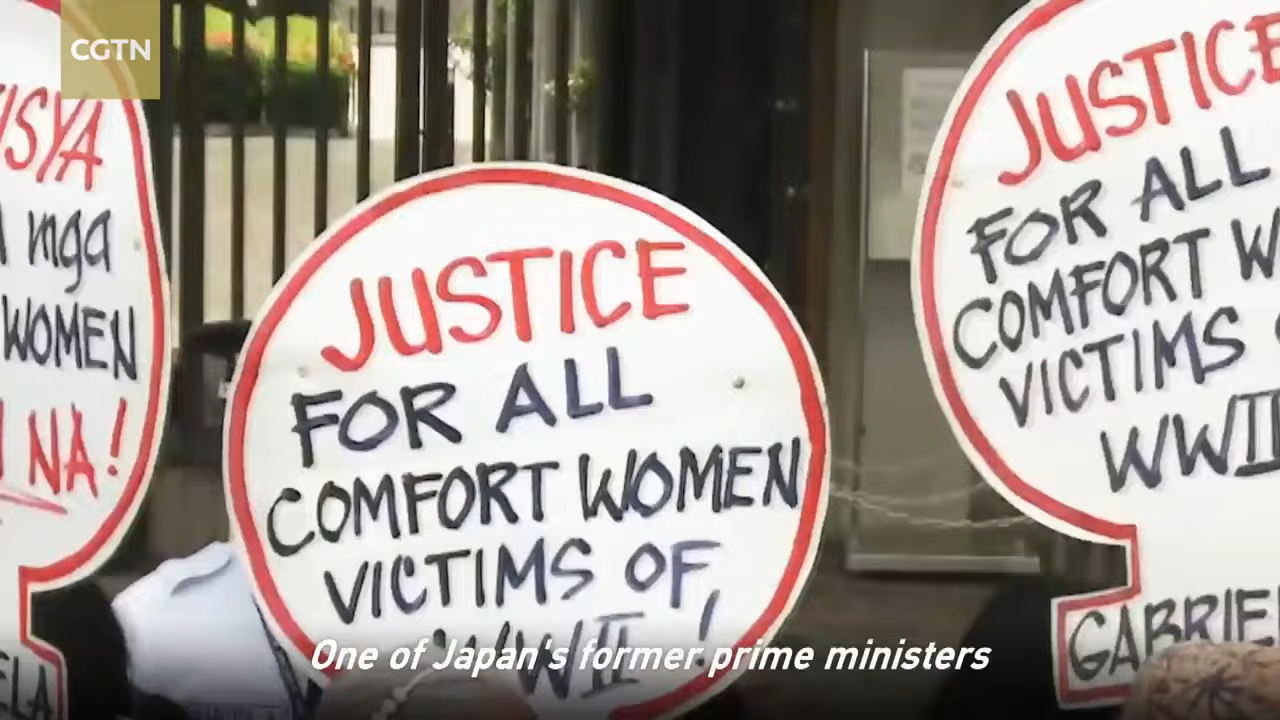 CGTN
mga
WOMEN
NA!
JUSTICE
FOR ALL
COMFORT WOMEN
VICTIMS OF
WWII!
JUSTICE
FOR ALL
COMFORT
VICTIMS
WWII
One of Japan's former prime ministers